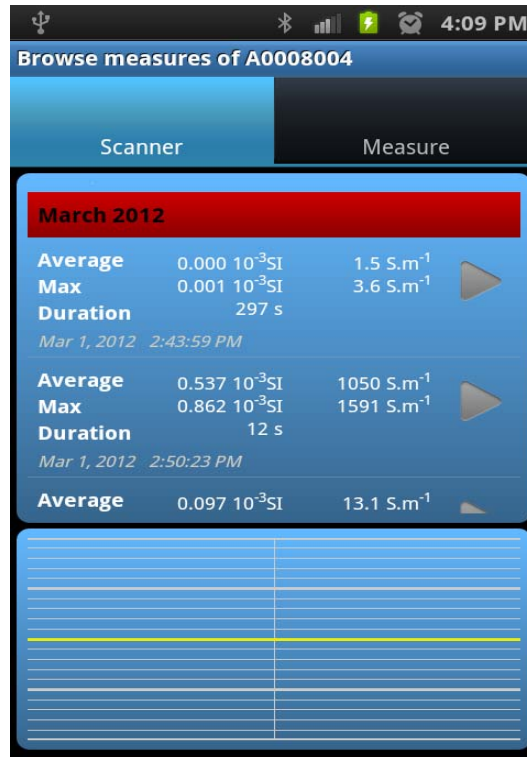 4:09 PM
Browse measures of A0008004
Scanner Measure
March 2012
Average 0.000 10⁻³SI 1.5 S.m⁻¹
Max 0.001 10⁻³SI 3.6 S.m⁻¹
Duration 297 s
Mar 1, 2012 2:43:59 PM
Average 0.537 10⁻³SI 1050 S.m⁻¹
Max 0.862 10⁻³SI 1591 S.m⁻¹
Duration 12 s
Mar 1, 2012 2:50:23 PM
Average 0.097 10⁻³SI 13.1 S.m⁻¹